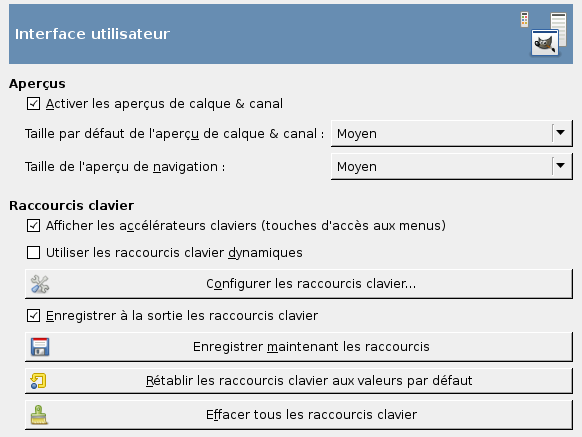 Interface utilisateur
Aperçus
Activer les aperçus de calque & canal
Taille par défaut de l'aperçu de calque & canal : Moyen
Taille de l'aperçu de navigation : Moyen
Raccourcis clavier
Afficher les accélérateurs claviers (touches d'accès aux menus)
Utiliser les raccourcis clavier dynamiques
Configurer les raccourcis clavier...
Enregistrer à la sortie les raccourcis clavier
Enregistrer maintenant les raccourcis
Rétablir les raccourcis clavier aux valeurs par défaut
Effacer tous les raccourcis clavier